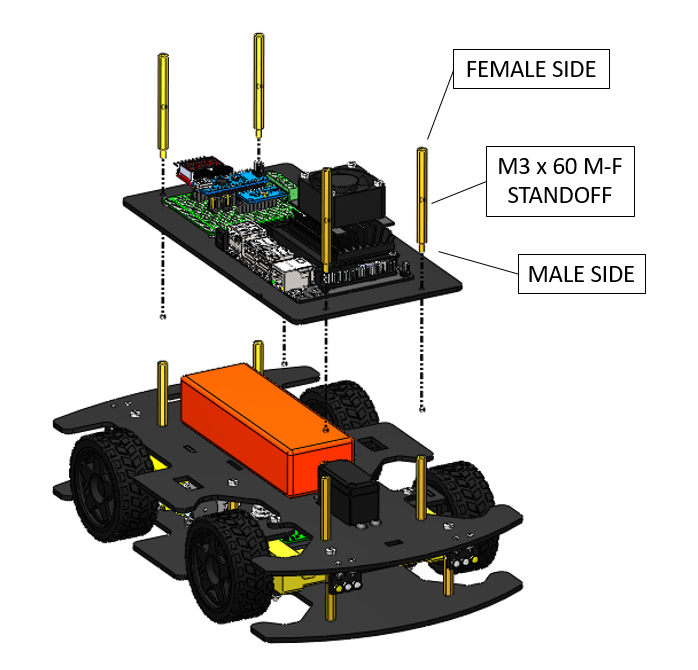 FEMALE SIDE
M3 x 60 M-F
STANDOFF
MALE SIDE